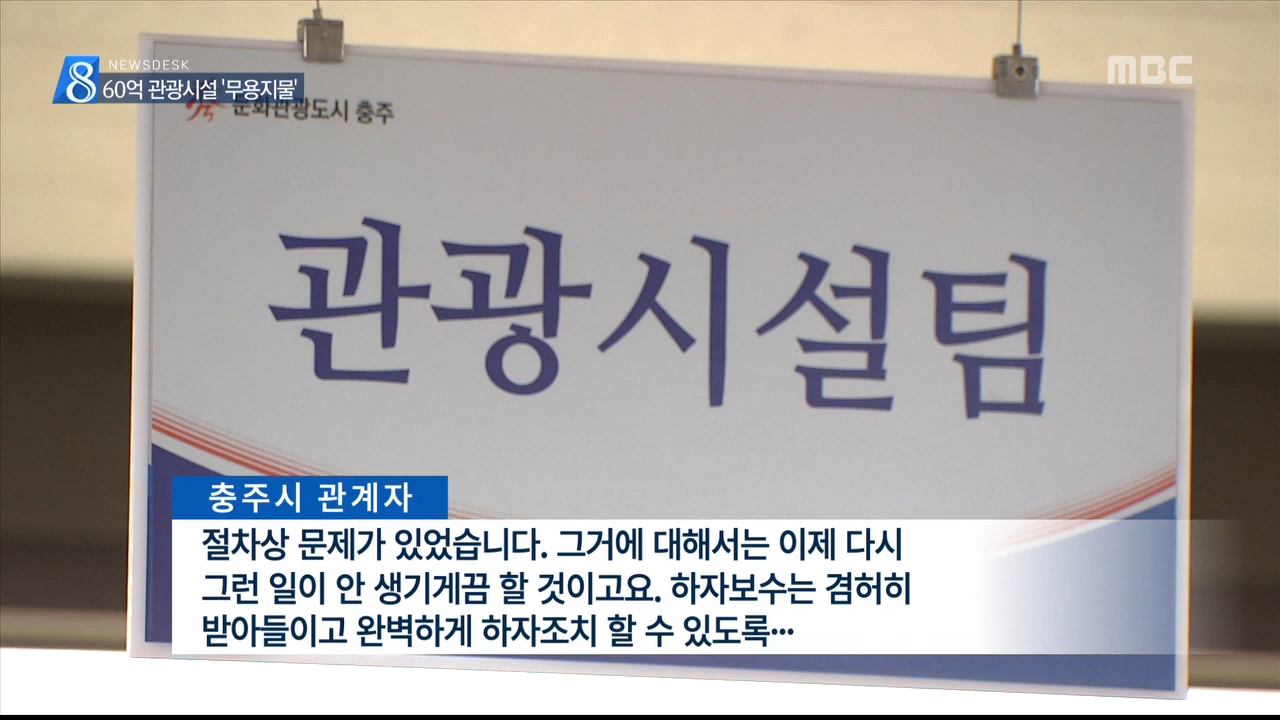 NEWSDESK
8 60억 관광시설 '무용지물'
MBC
문화관광도시 충주
관광시설팀
충주시 관계자
절차상 문제가 있었습니다. 그거에 대해서는 이제 다시
그런 일이 안 생기게끔 할 것이고요. 하자보수는 겸허히
받아들이고 완벽하게 하자조치 할 수 있도록…